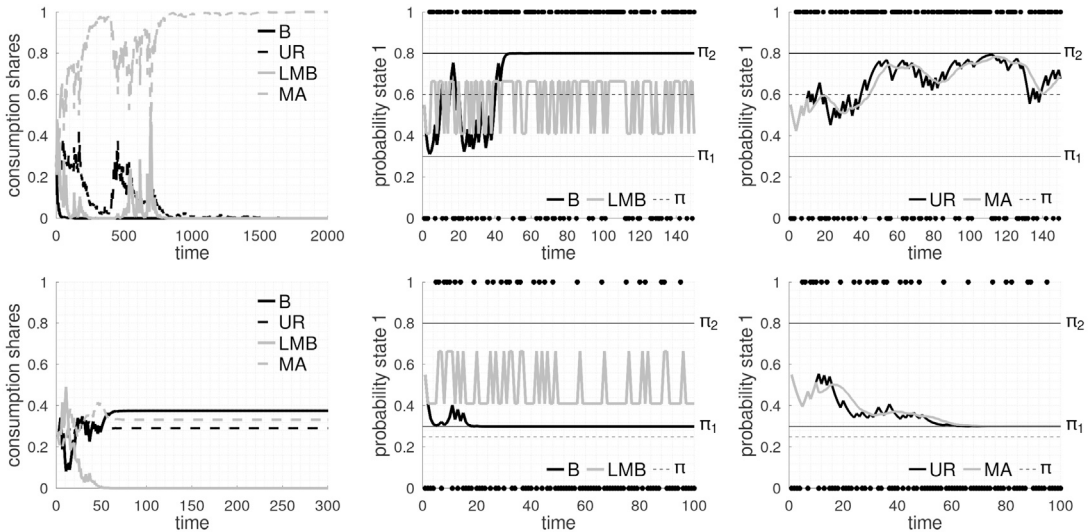 consumption shares
1
0.8
0.6
0.4
0.2
0
0 500 1000 1500 2000
time
B
UR
LMB
MA
probability state 1
1
0.8
0.6
0.4
0.2
0
0 20 40 60 80 100 120 140
time
π2
π1
B LMB π
probability state 1
1
0.8
0.6
0.4
0.2
0
0 20 40 60 80 100 120 140
time
π2
π1
UR MA π
consumption shares
1
0.8
0.6
0.4
0.2
0
0 50 100 150 200 250 300
time
B
UR
LMB
MA
probability state 1
1
0.8
0.6
0.4
0.2
0
0 20 40 60 80 100
time
π2
π1
B LMB π
probability state 1
1
0.8
0.6
0.4
0.2
0
0 20 40 60 80 100
time
π2
π1
UR MA π